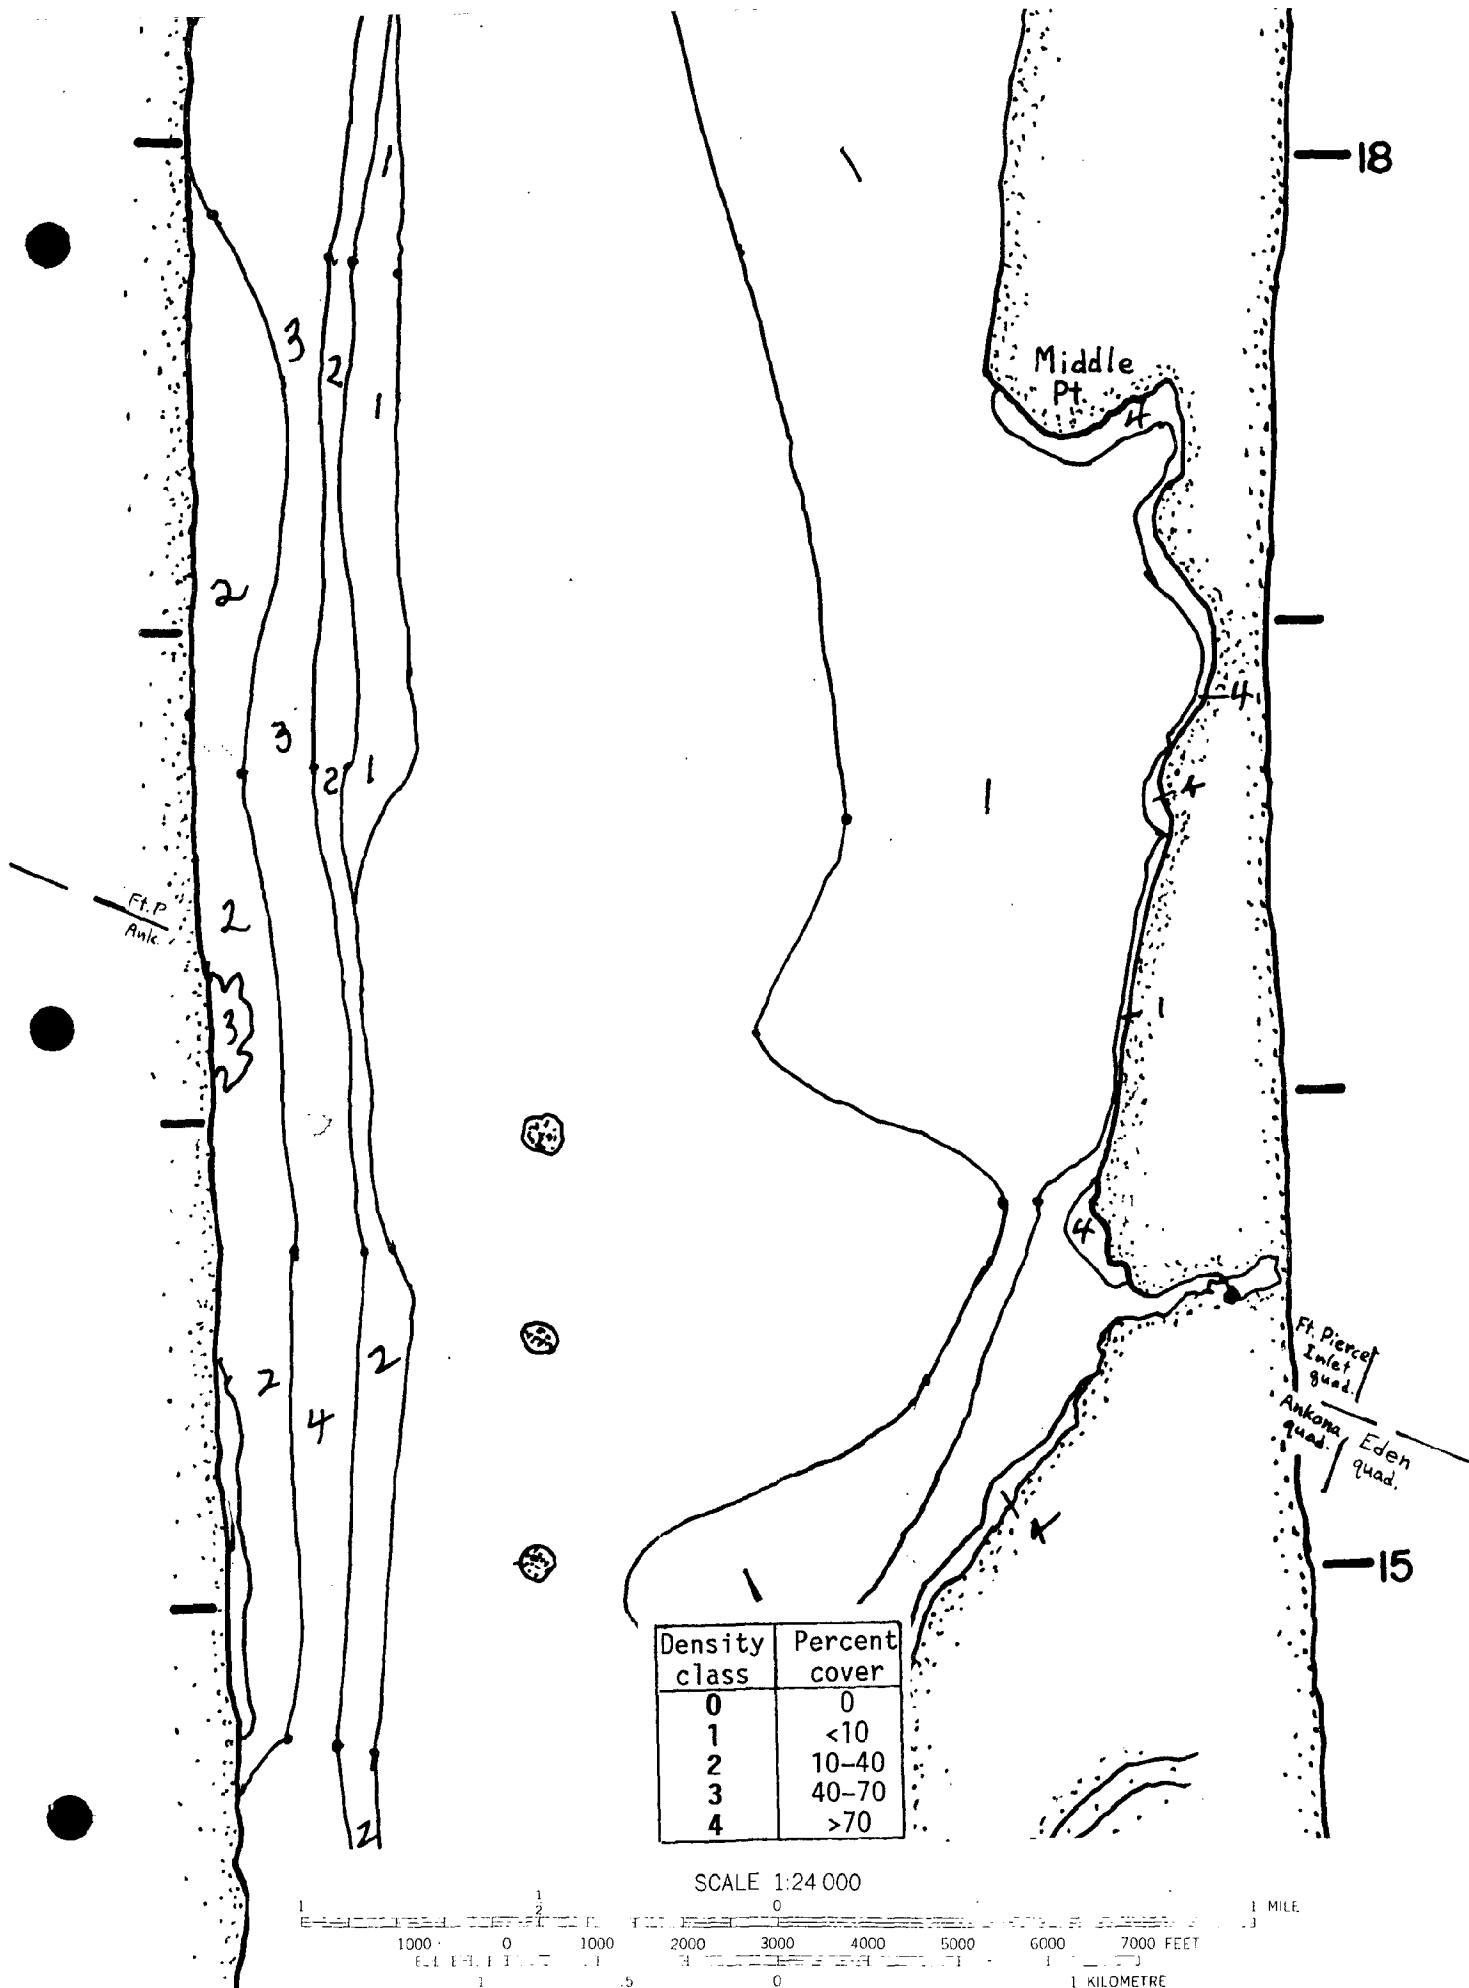 1
18
3
Middle
Pt.
2
4
1
2
4
3
2
1
4
1
Ft.P
Ank.
2
3
1
4
Ft. Pierce
Inlet
quad.
Ankona
quad.
Eden
quad.
2
2
4
4
15
Density class Percent cover
0 0
1 <10
2 10–40
3 40–70
4 >70
2
SCALE 1:24 000
1 1/2 0 1 MILE
1000 0 1000 2000 3000 4000 5000 6000 7000 FEET
1 .5 0 1 KILOMETRE